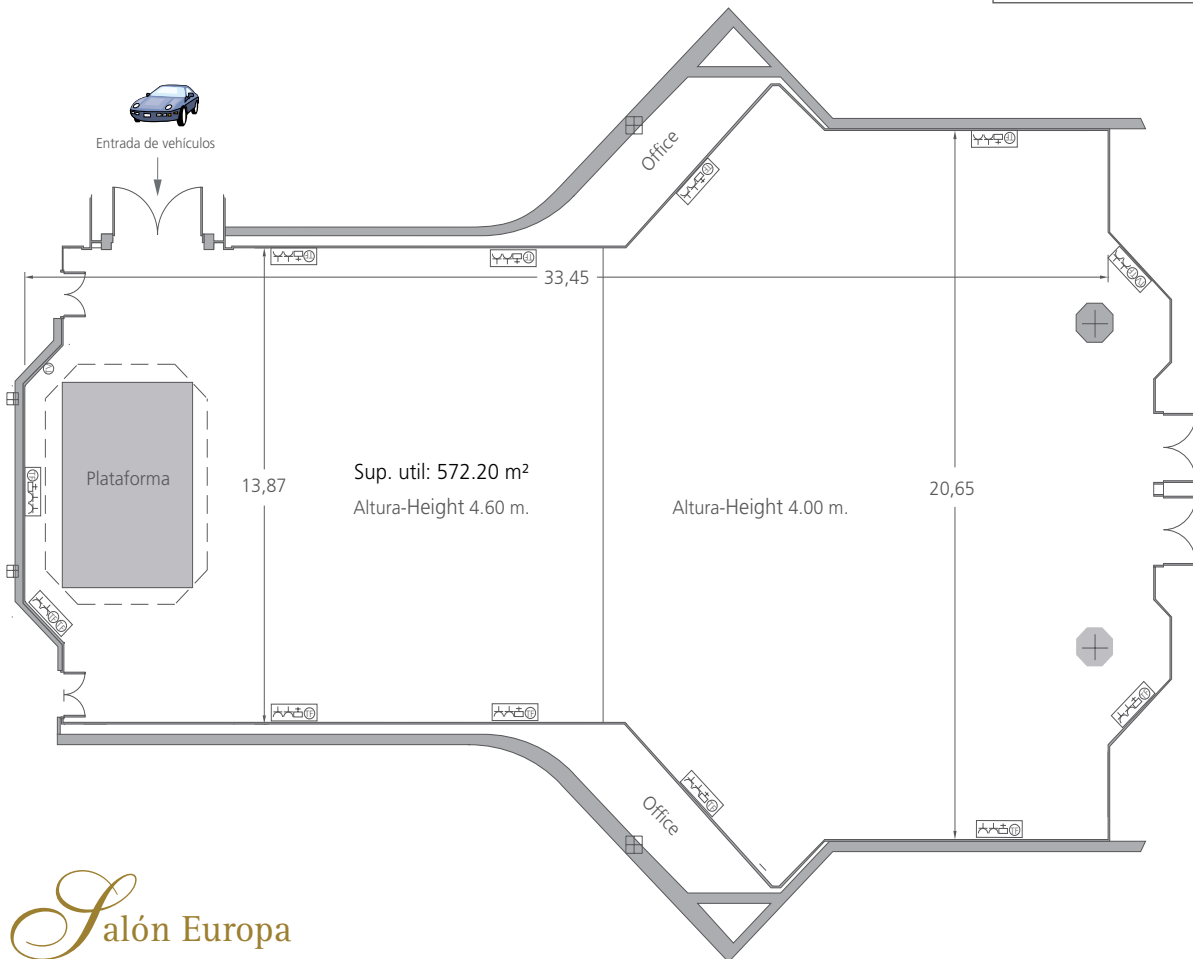 Entrada de vehículos
Office
33,45
Plataforma
13,87
Sup. util: 572.20 m²
Altura-Height 4.60 m.
Altura-Height 4.00 m.
20,65
Office
Salón Europa